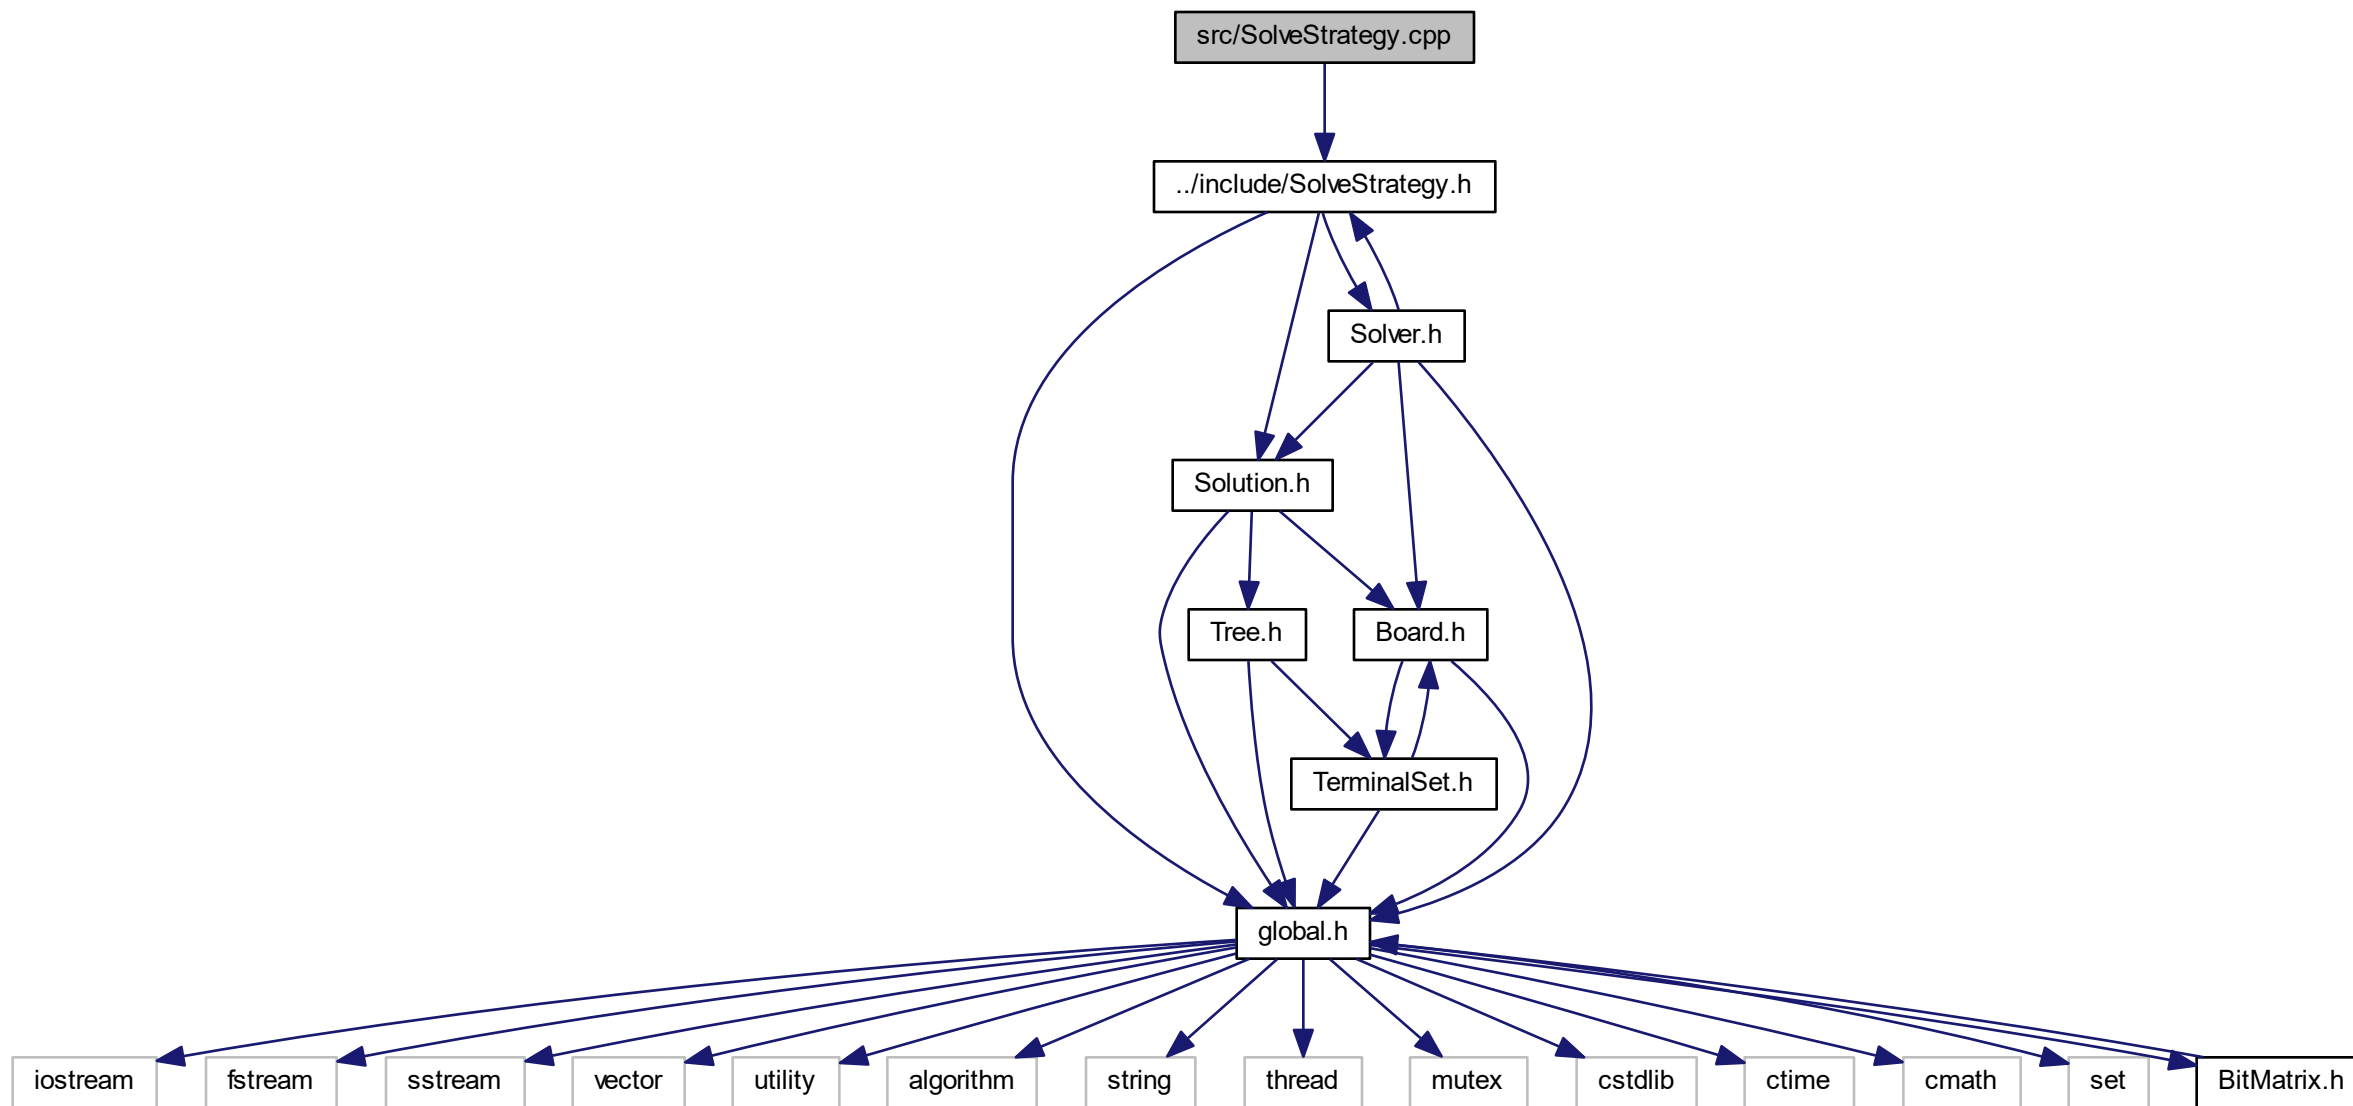 src/SolveStrategy.cpp
../include/SolveStrategy.h
Solver.h
Solution.h
Tree.h
Board.h
TerminalSet.h
global.h
iostream
fstream
sstream
vector
utility
algorithm
string
thread
mutex
cstdlib
ctime
cmath
set
BitMatrix.h